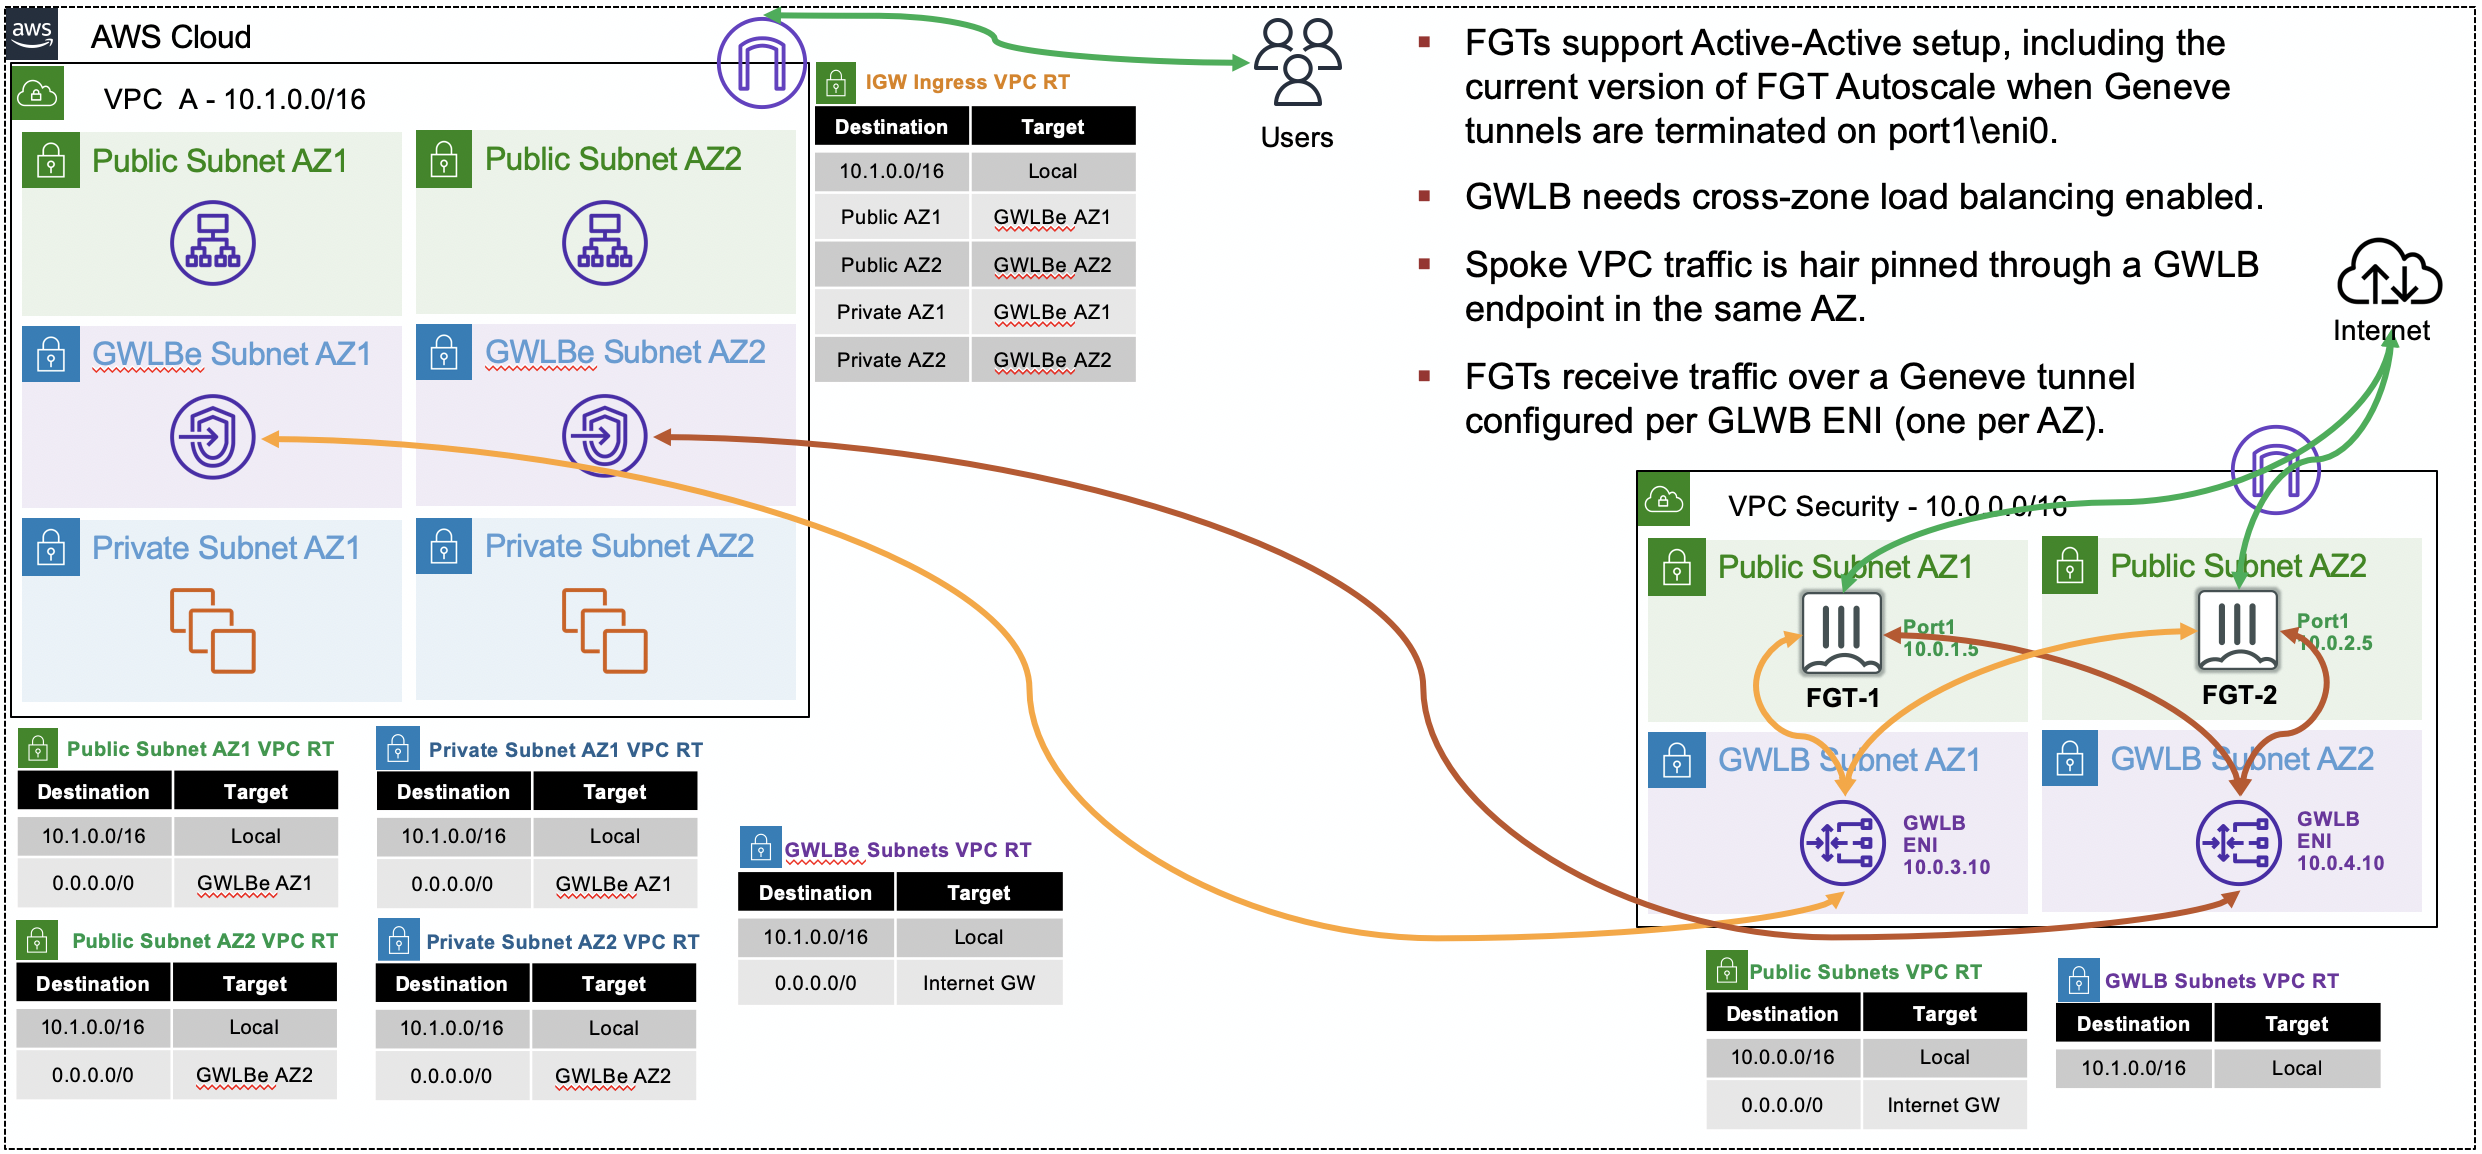 aws
AWS Cloud
VPC A - 10.1.0.0/16
Public Subnet AZ1
Public Subnet AZ2
GWLBe Subnet AZ1
GWLBe Subnet AZ2
Private Subnet AZ1
Private Subnet AZ2
IGW Ingress VPC RT
Destination Target
10.1.0.0/16 Local
Public AZ1 GWLBe AZ1
Public AZ2 GWLBe AZ2
Private AZ1 GWLBe AZ1
Private AZ2 GWLBe AZ2
Users
FGTs support Active-Active setup, including the
current version of FGT Autoscale when Geneve
tunnels are terminated on port1\eni0.
GWLB needs cross-zone load balancing enabled.
Spoke VPC traffic is hair pinned through a GWLB
endpoint in the same AZ.
FGTs receive traffic over a Geneve tunnel
configured per GLWB ENI (one per AZ).
Internet
VPC Security - 10.0.0.0/16
Public Subnet AZ1
Public Subnet AZ2
Port1
10.0.1.5
FGT-1
Port1
10.0.2.5
FGT-2
GWLB Subnet AZ1
GWLB Subnet AZ2
GWLB
ENI
10.0.3.10
GWLB
ENI
10.0.4.10
Public Subnet AZ1 VPC RT
Destination Target
10.1.0.0/16 Local
0.0.0.0/0 GWLBe AZ1
Private Subnet AZ1 VPC RT
Destination Target
10.1.0.0/16 Local
0.0.0.0/0 GWLBe AZ1
Public Subnet AZ2 VPC RT
Destination Target
10.1.0.0/16 Local
0.0.0.0/0 GWLBe AZ2
Private Subnet AZ2 VPC RT
Destination Target
10.1.0.0/16 Local
0.0.0.0/0 GWLBe AZ2
GWLBe Subnets VPC RT
Destination Target
10.1.0.0/16 Local
0.0.0.0/0 Internet GW
Public Subnets VPC RT
Destination Target
10.0.0.0/16 Local
0.0.0.0/0 Internet GW
GWLB Subnets VPC RT
Destination Target
10.1.0.0/16 Local